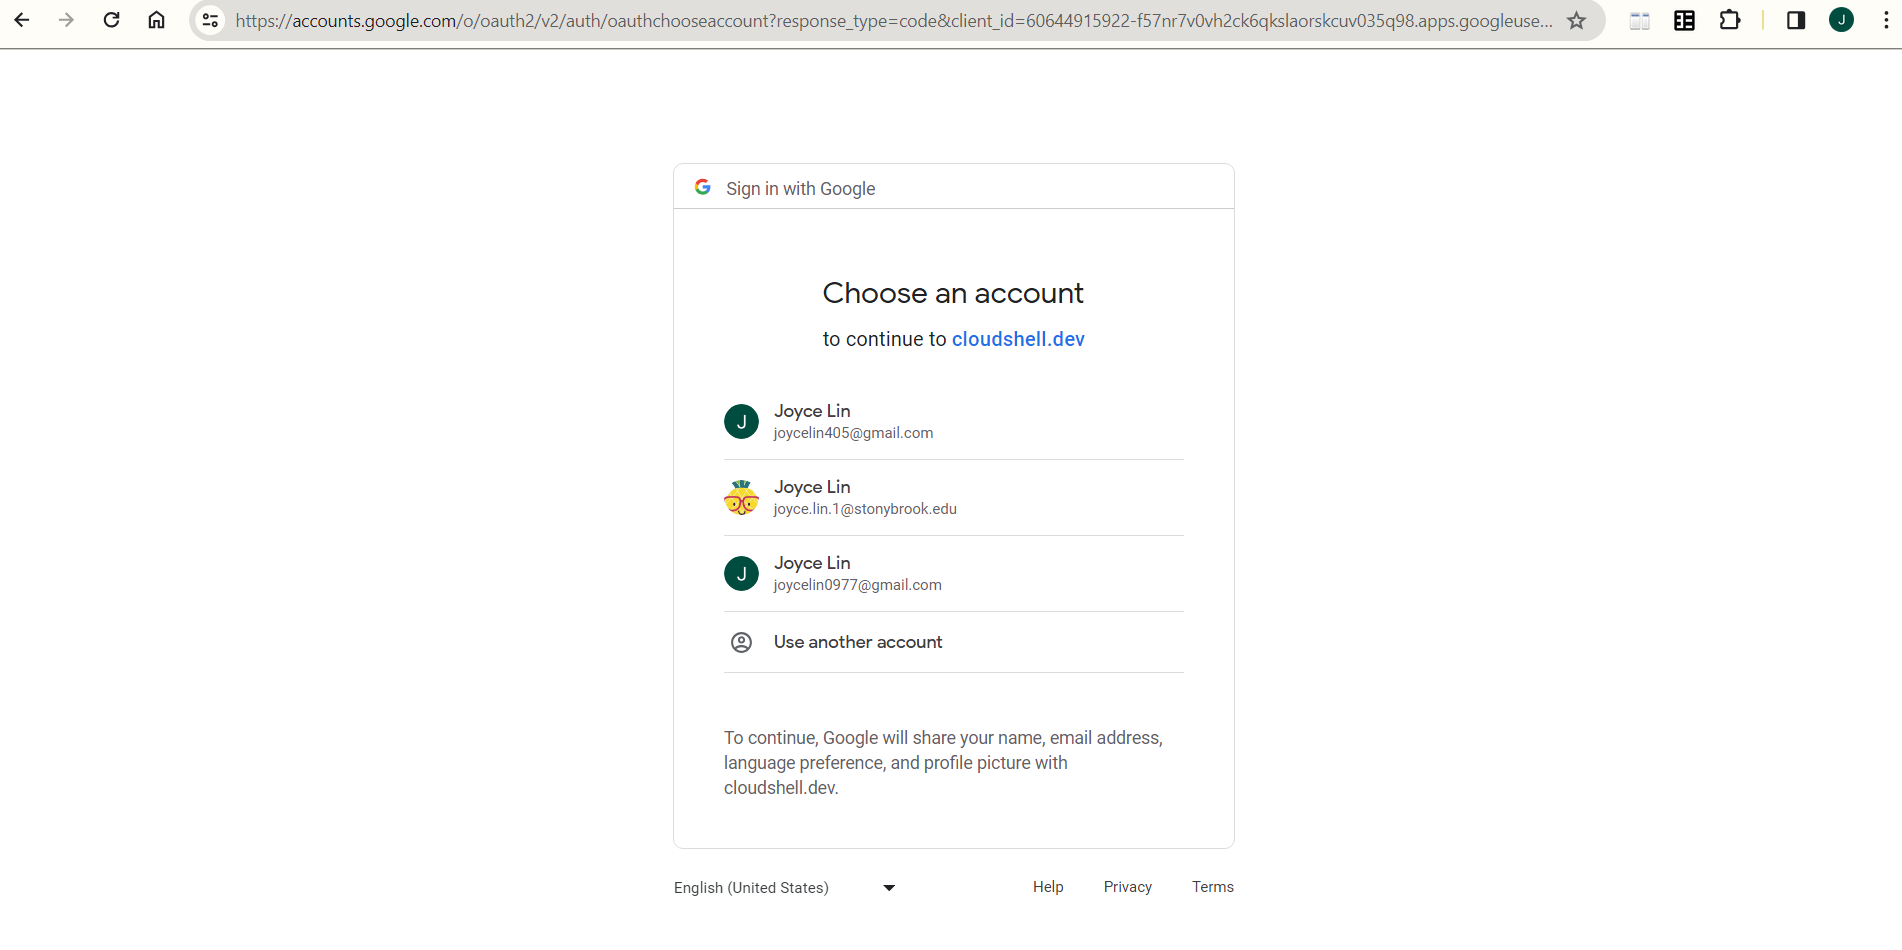 https://accounts.google.com/o/oauth2/v2/auth/oauthchooseaccount?response_type=code&client_id=60644915922-f57nr7v0vh2ck6qkslaorskcuv035q98.apps.googleuse...
J
Sign in with Google
Choose an account
to continue to cloudshell.dev
J
Joyce Lin
joycelin405@gmail.com
Joyce Lin
joyce.lin.1@stonybrook.edu
J
Joyce Lin
joycelin0977@gmail.com
Use another account
To continue, Google will share your name, email address,
language preference, and profile picture with
cloudshell.dev.
English (United States)
Help
Privacy
Terms